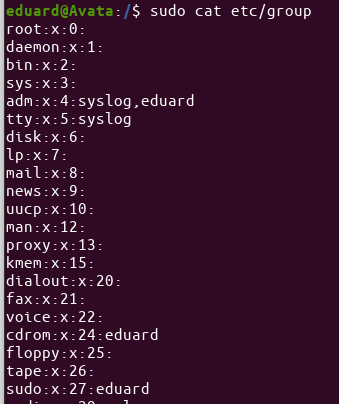 eduard@Avata:/$ sudo cat etc/group
root:x:0:
daemon:x:1:
bin:x:2:
sys:x:3:
adm:x:4:syslog,eduard
tty:x:5:syslog
disk:x:6:
lp:x:7:
mail:x:8:
news:x:9:
uucp:x:10:
man:x:12:
proxy:x:13:
kmem:x:15:
dialout:x:20:
fax:x:21:
voice:x:22:
cdrom:x:24:eduard
floppy:x:25:
tape:x:26:
sudo:x:27:eduard